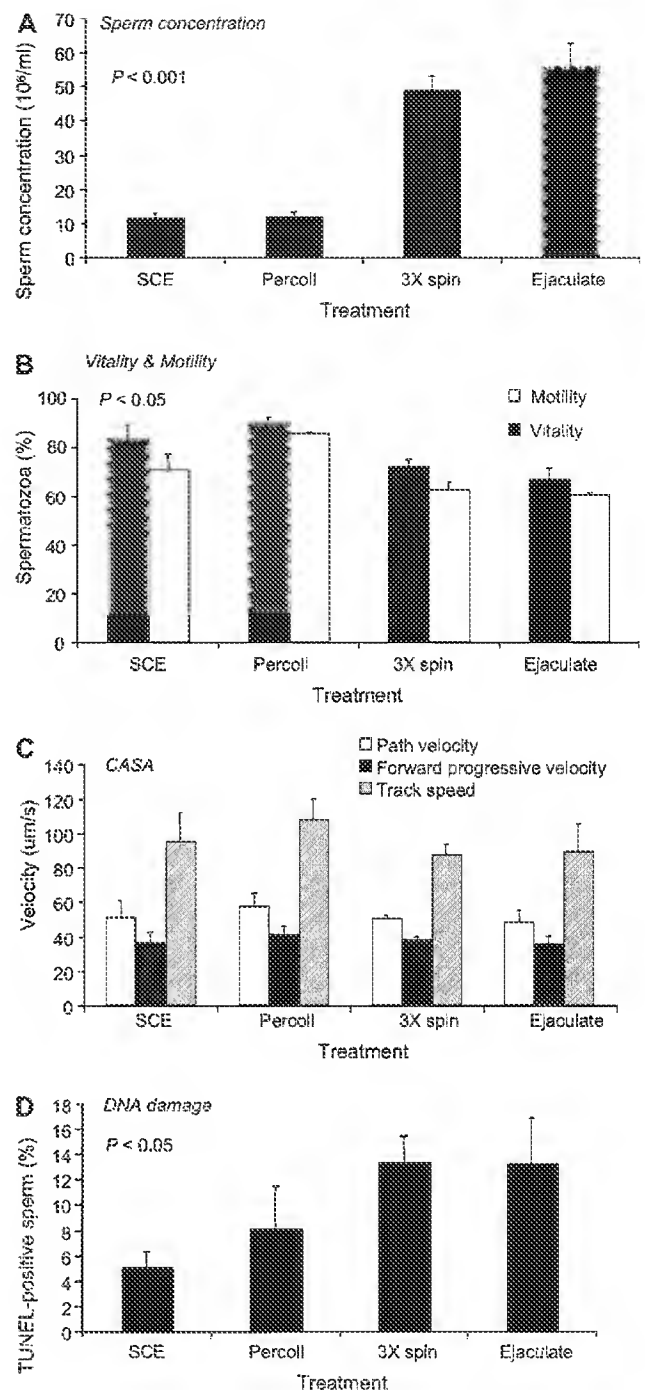 A
Sperm concentration
P < 0.001
Sperm concentration (10⁶/ml)
70
60
50
40
30
20
10
0
SCE Percoll 3X spin Ejaculate
Treatment
B
Vitality & Motility
P < 0.05
Motility
Vitality
Spermatozoa (%)
100
80
60
40
20
0
SCE Percoll 3X spin Ejaculate
Treatment
C
CASA
Path velocity
Forward progressive velocity
Track speed
Velocity (um/s)
140
120
100
80
60
40
20
0
SCE Percoll 3X spin Ejaculate
Treatment
D
DNA damage
P < 0.05
TUNEL-positive sperm (%)
18
16
14
12
10
8
6
4
2
0
SCE Percoll 3X spin Ejaculate
Treatment